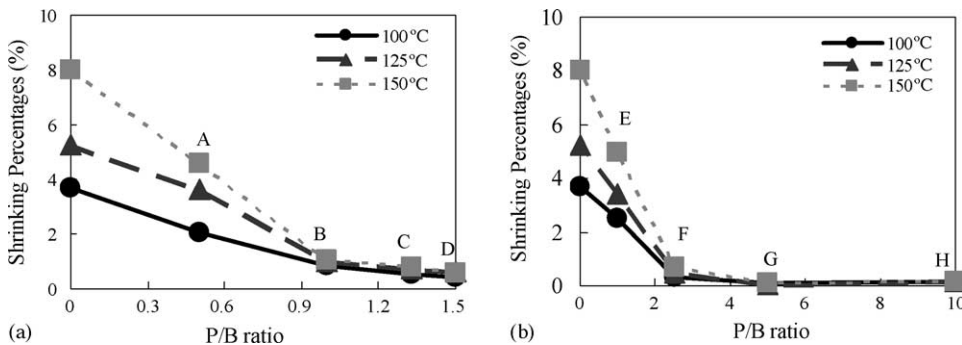 10
8
6
4
2
0
Shrinking Percentages (%)
100°C
125°C
150°C
A
B
C
D
0
0.3
0.6
0.9
1.2
1.5
P/B ratio
(a)
10
8
6
4
2
0
Shrinking Percentages (%)
100°C
125°C
150°C
E
F
G
H
0
2
4
6
8
10
P/B ratio
(b)